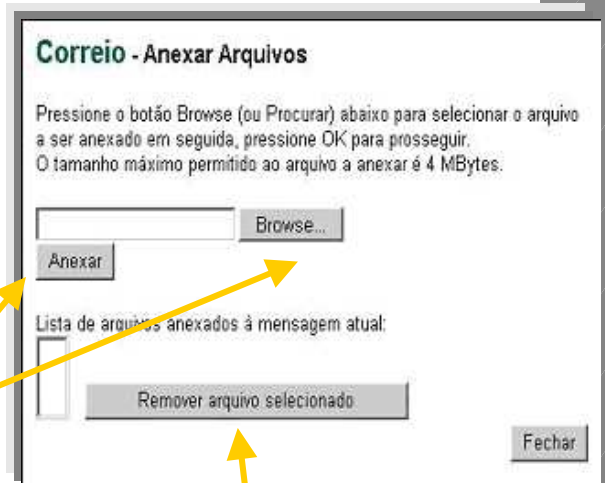 Correio - Anexar Arquivos
Pressione o botão Browse (ou Procurar) abaixo para selecionar o arquivo
a ser anexado em seguida, pressione OK para prosseguir.
O tamanho máximo permitido ao arquivo a anexar é 4 MBytes.
Browse...
Anexar
Lista de arquivos anexados à mensagem atual:
Remover arquivo selecionado
Fechar